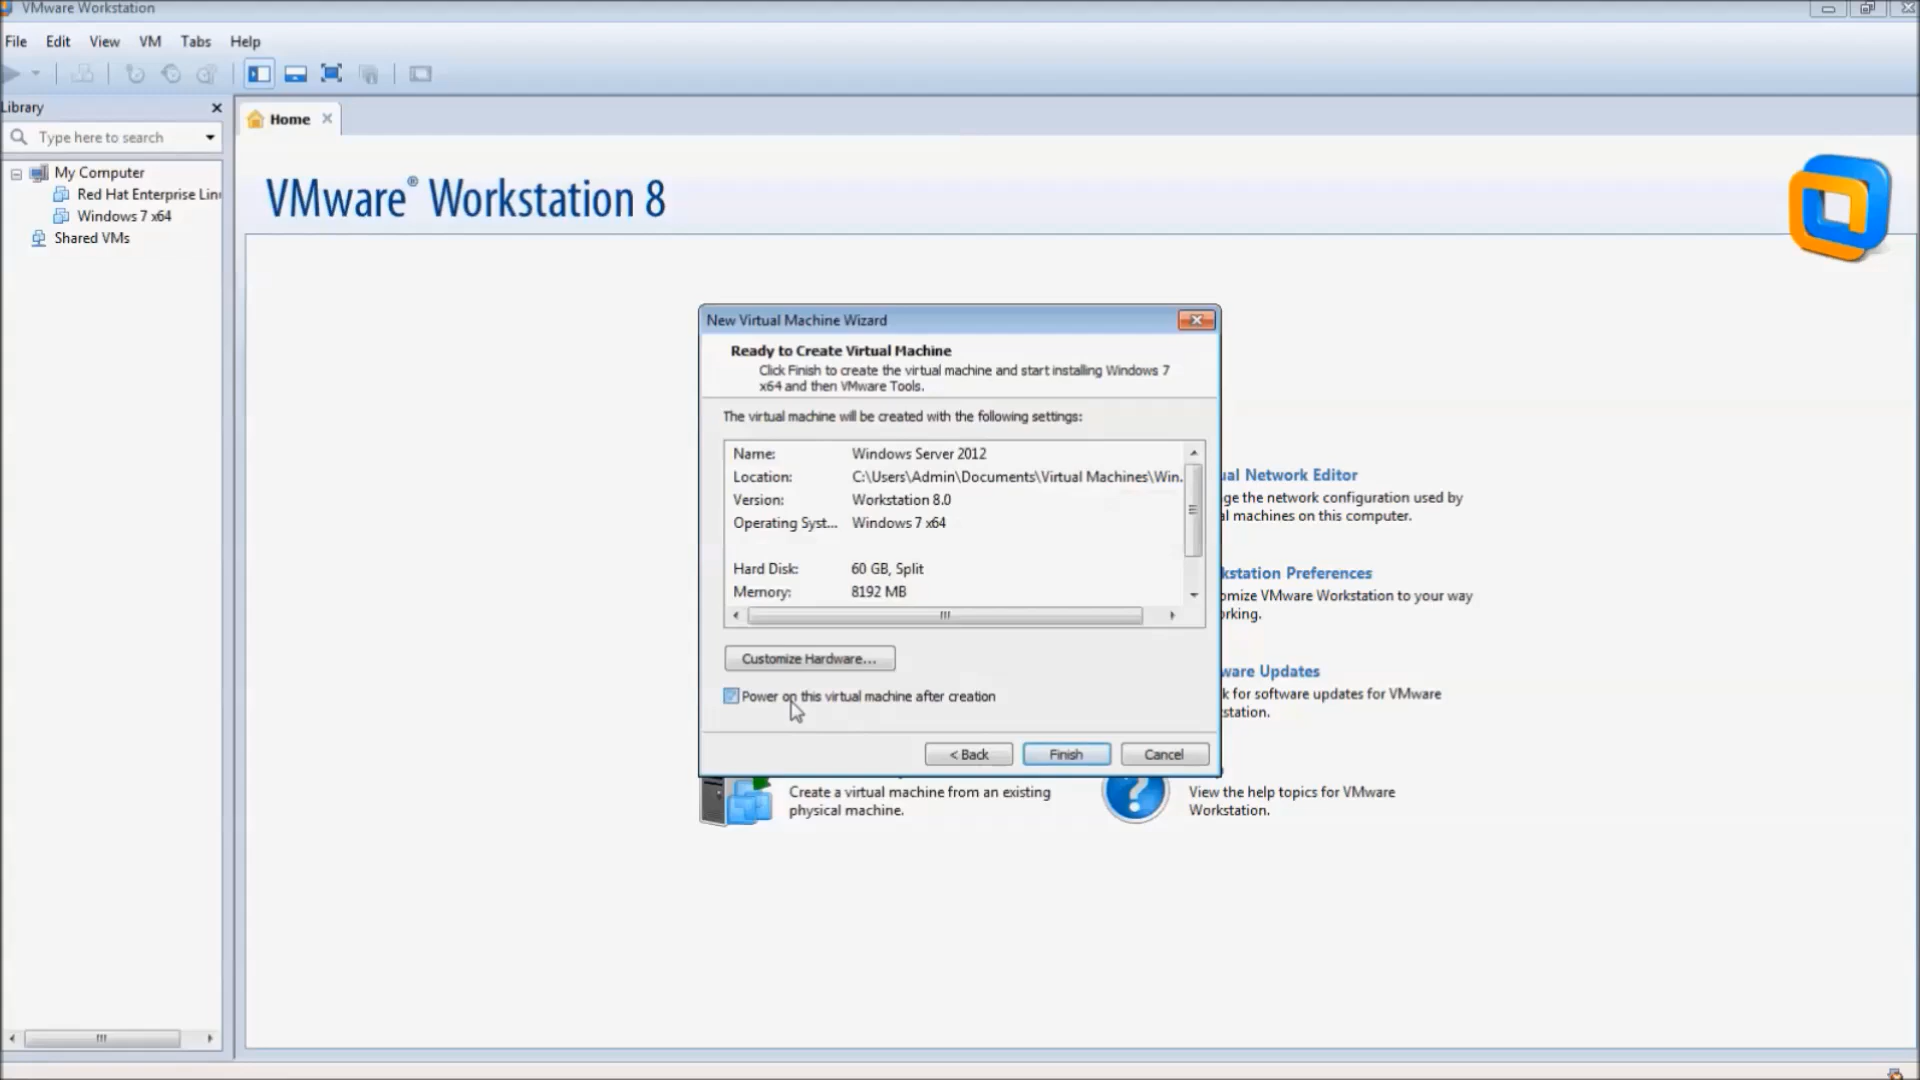 VMware Workstation
File Edit View VM Tabs Help
Library
Type here to search
My Computer
Red Hat Enterprise Lin
Windows 7 x64
Shared VMs
Home
VMware® Workstation 8
New Virtual Machine Wizard
Ready to Create Virtual Machine
Click Finish to create the virtual machine and start installing Windows 7
x64 and then VMware Tools.
The virtual machine will be created with the following settings:
Name: Windows Server 2012
Location: C:\Users\Admin\Documents\Virtual Machines\Win.
Version: Workstation 8.0
Operating Syst... Windows 7 x64
Hard Disk: 60 GB, Split
Memory: 8192 MB
Customize Hardware...
Power on this virtual machine after creation
< Back Finish Cancel
ual Network Editor
ge the network configuration used by
al machines on this computer.
kstation Preferences
omize VMware Workstation to your way
orking.
ware Updates
k for software updates for VMware
station.
Create a virtual machine from an existing
physical machine.
View the help topics for VMware
Workstation.